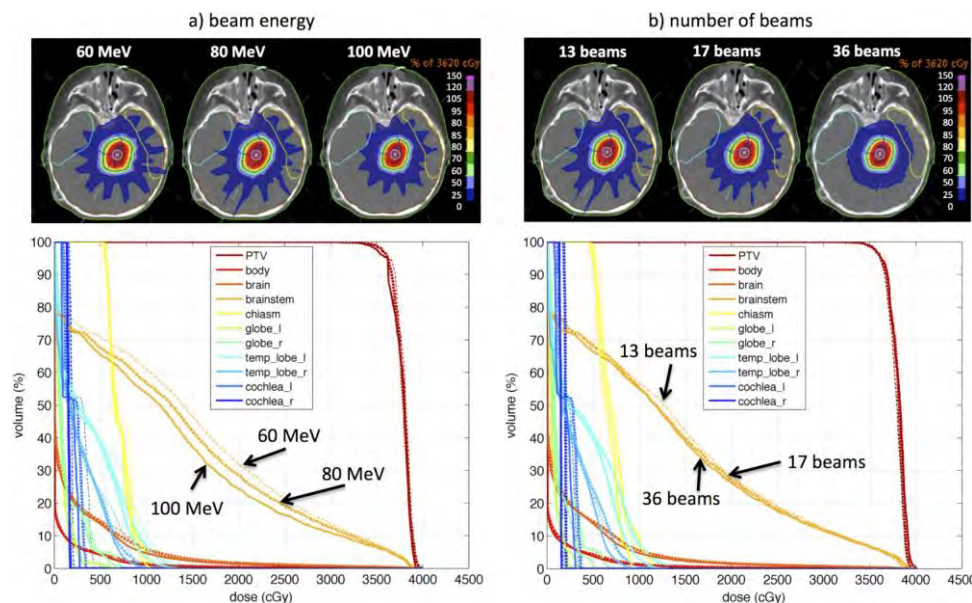 a) beam energy
60 MeV
80 MeV
100 MeV
% of 3620 cGy
150
120
105
95
90
80
85
70
60
50
25
0
100
90
80
70
60
50
40
30
20
10
0
volume (%)
PTV
body
brain
brainstem
chiasm
globe_l
globe_r
temp_lobe_l
temp_lobe_r
cochlea_l
cochlea_r
60 MeV
80 MeV
100 MeV
0
500
1000
1500
2000
2500
3000
3500
4000
4500
dose (cGy)
b) number of beams
13 beams
17 beams
36 beams
% of 3620 cGy
150
120
105
95
90
80
85
70
60
50
25
0
100
90
80
70
60
50
40
30
20
10
0
volume (%)
PTV
body
brain
brainstem
chiasm
globe_l
globe_r
temp_lobe_l
temp_lobe_r
cochlea_l
cochlea_r
13 beams
17 beams
36 beams
0
500
1000
1500
2000
2500
3000
3500
4000
4500
dose (cGy)